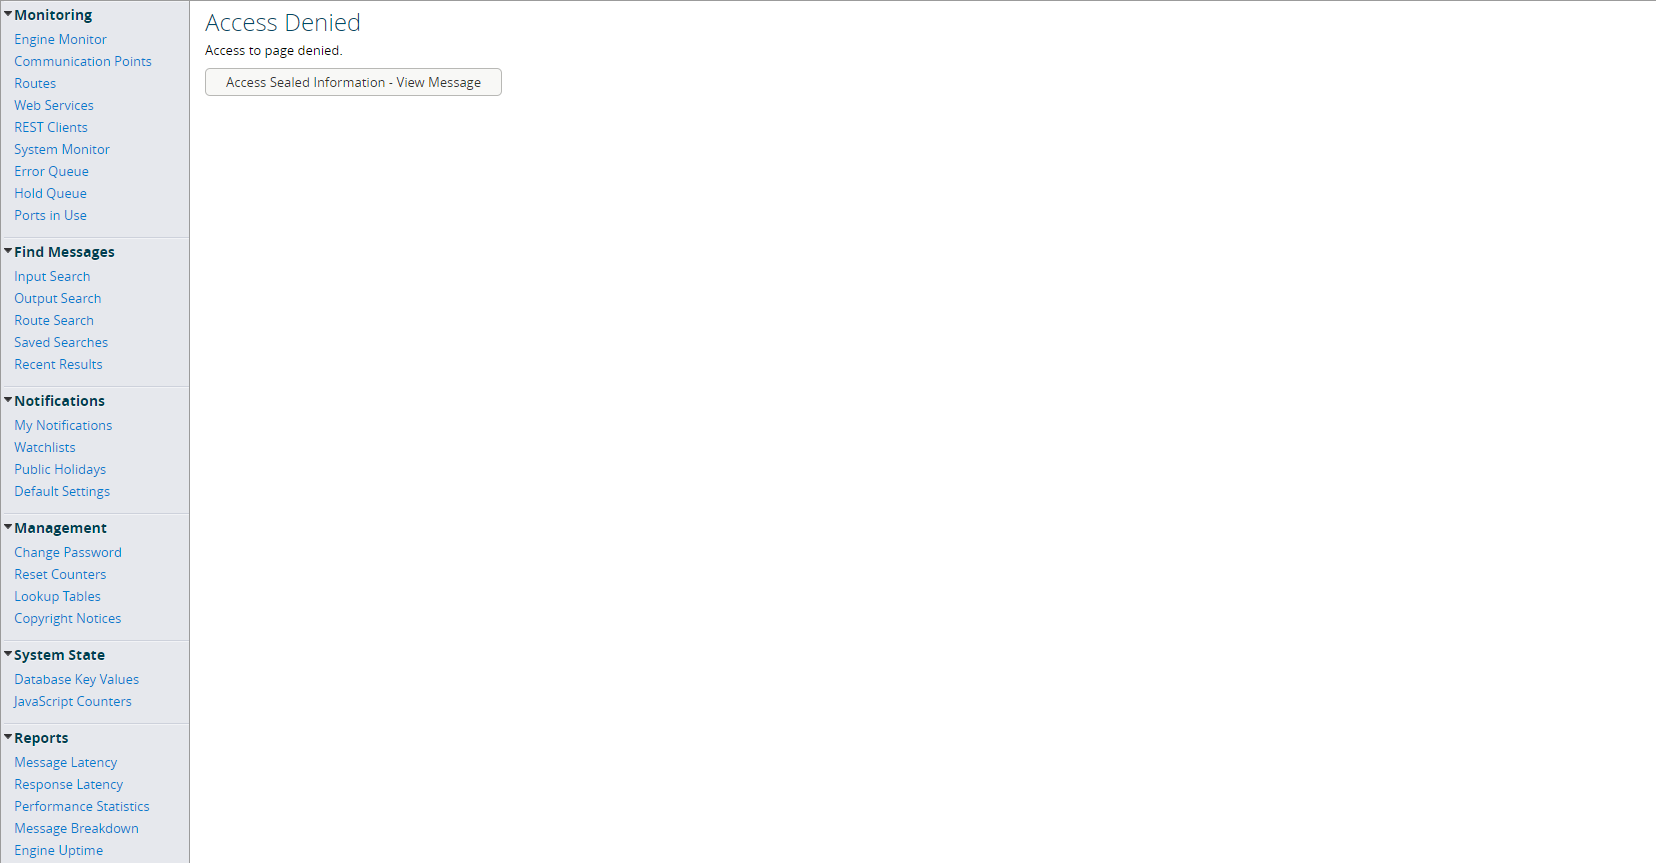 Monitoring
Engine Monitor
Communication Points
Routes
Web Services
REST Clients
System Monitor
Error Queue
Hold Queue
Ports in Use
Find Messages
Input Search
Output Search
Route Search
Saved Searches
Recent Results
Notifications
My Notifications
Watchlists
Public Holidays
Default Settings
Management
Change Password
Reset Counters
Lookup Tables
Copyright Notices
System State
Database Key Values
JavaScript Counters
Reports
Message Latency
Response Latency
Performance Statistics
Message Breakdown
Engine Uptime
Access Denied
Access to page denied.
Access Sealed Information - View Message